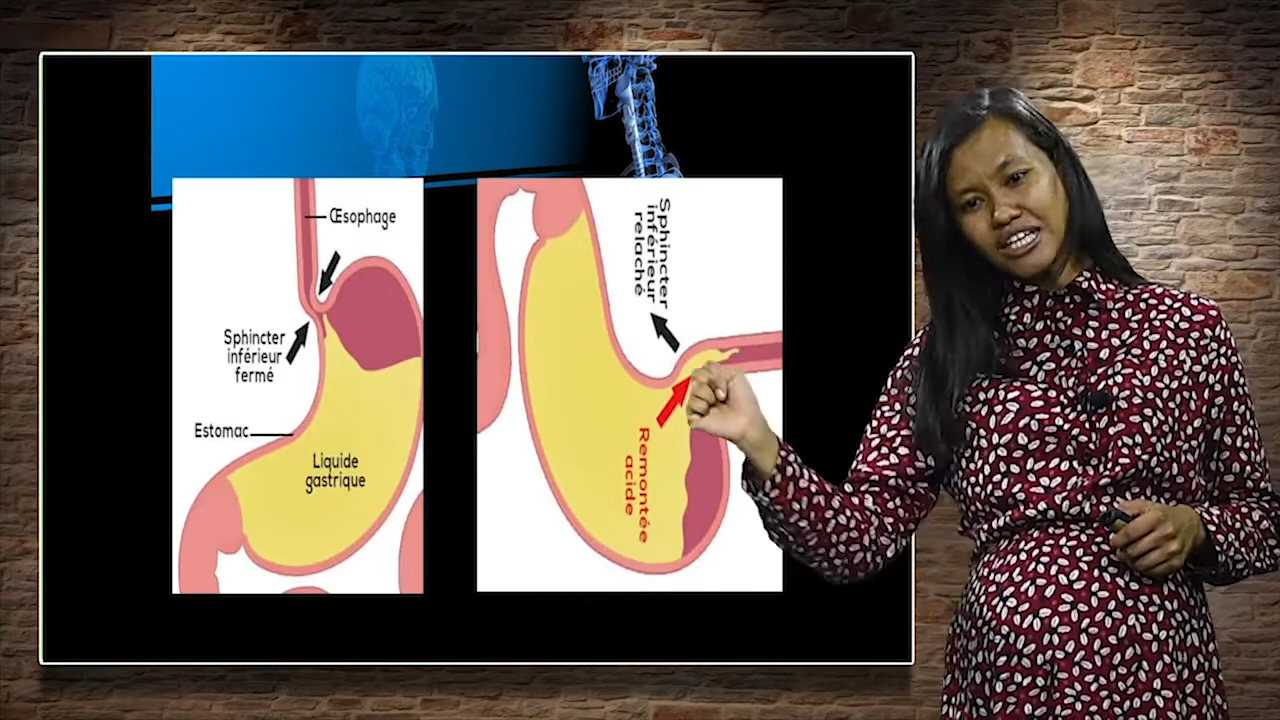 Œsophage
Sphincter
inférieur
fermé
Estomac
Liquide
gastrique
Sphincter
inférieur
relaché
Remontée
acide